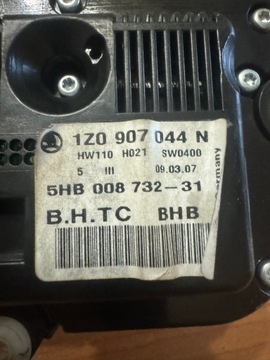 1Z0 907 044 N
HW110 H021 SW0400
5 III 09.03.07
5HB 008 732-31
B.H.TC BHB
Germany